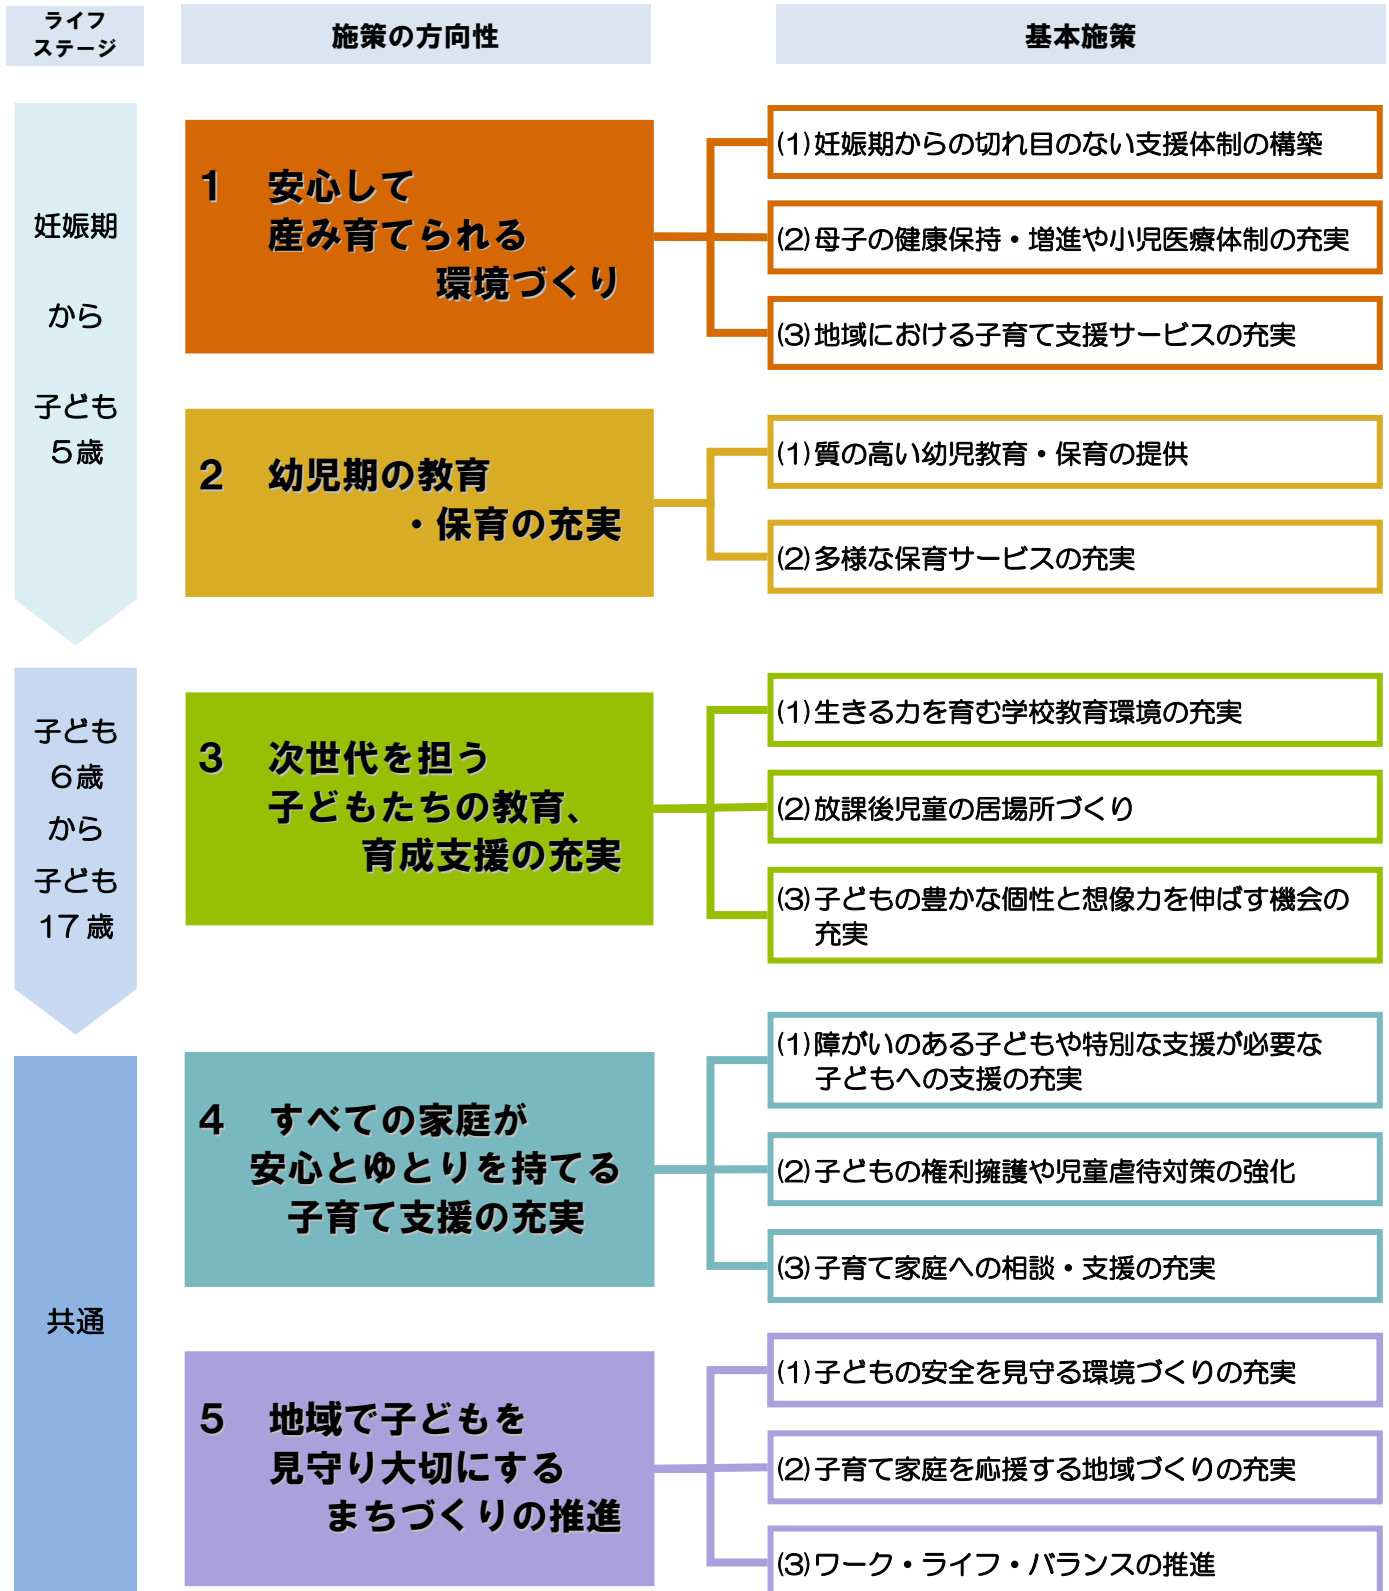 ライフ
ステージ
施策の方向性
基本施策
妊娠期
から
子ども
5歳
1 安心して
産み育てられる
環境づくり
(1)妊娠期からの切れ目のない支援体制の構築
(2)母子の健康保持・増進や小児医療体制の充実
(3)地域における子育て支援サービスの充実
2 幼児期の教育
・保育の充実
(1)質の高い幼児教育・保育の提供
(2)多様な保育サービスの充実
子ども
6歳
から
子ども
17歳
3 次世代を担う
子どもたちの教育、
育成支援の充実
(1)生きる力を育む学校教育環境の充実
(2)放課後児童の居場所づくり
(3)子どもの豊かな個性と想像力を伸ばす機会の
充実
共通
4 すべての家庭が
安心とゆとりを持てる
子育て支援の充実
(1)障がいのある子どもや特別な支援が必要な
子どもへの支援の充実
(2)子どもの権利擁護や児童虐待対策の強化
(3)子育て家庭への相談・支援の充実
5 地域で子どもを
見守り大切にする
まちづくりの推進
(1)子どもの安全を見守る環境づくりの充実
(2)子育て家庭を応援する地域づくりの充実
(3)ワーク・ライフ・バランスの推進